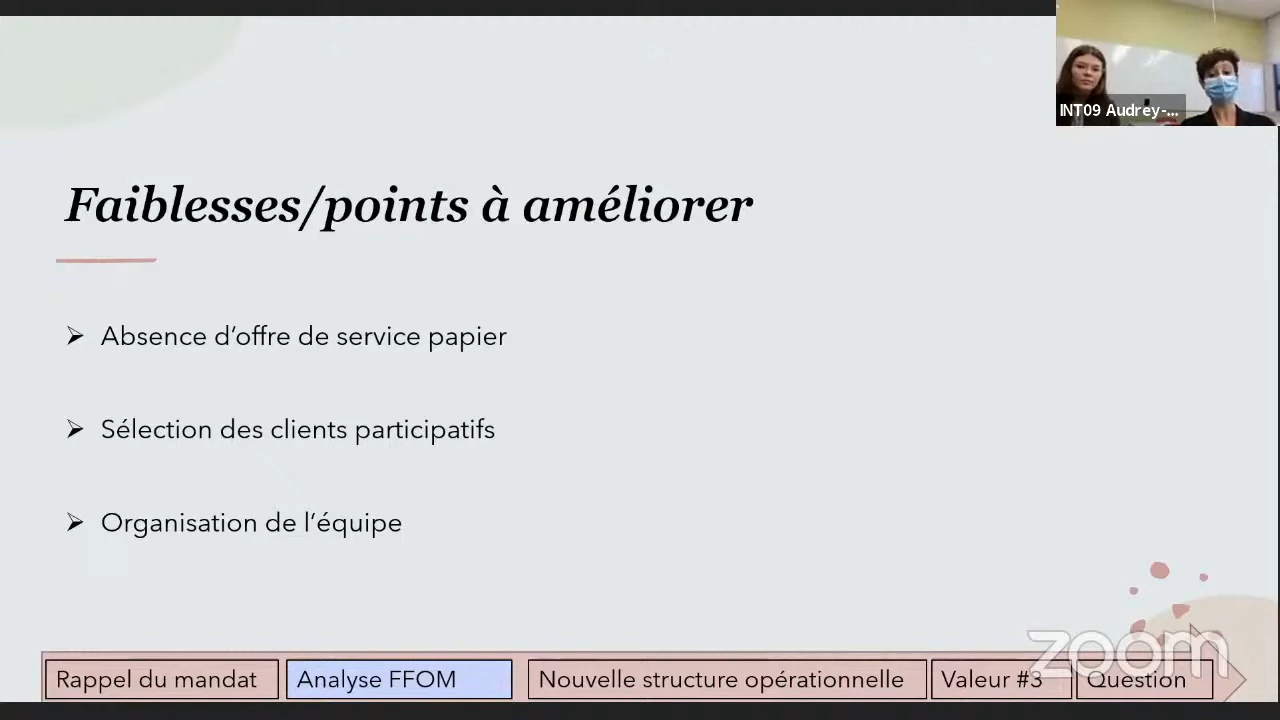 INT09 Audrey-...
Faiblesses/points à améliorer
Absence d'offre de service papier
Sélection des clients participatifs
Organisation de l'équipe
zoom
Rappel du mandat
Analyse FFOM
Nouvelle structure opérationnelle
Valeur #3
Question